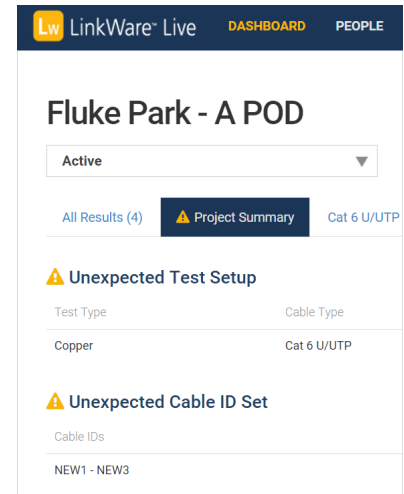 Lw LinkWare™ Live DASHBOARD PEOPLE
Fluke Park - A POD
Active
All Results (4) Project Summary Cat 6 U/UTP
Unexpected Test Setup
Test Type Cable Type
Copper Cat 6 U/UTP
Unexpected Cable ID Set
Cable IDs
NEW1 - NEW3